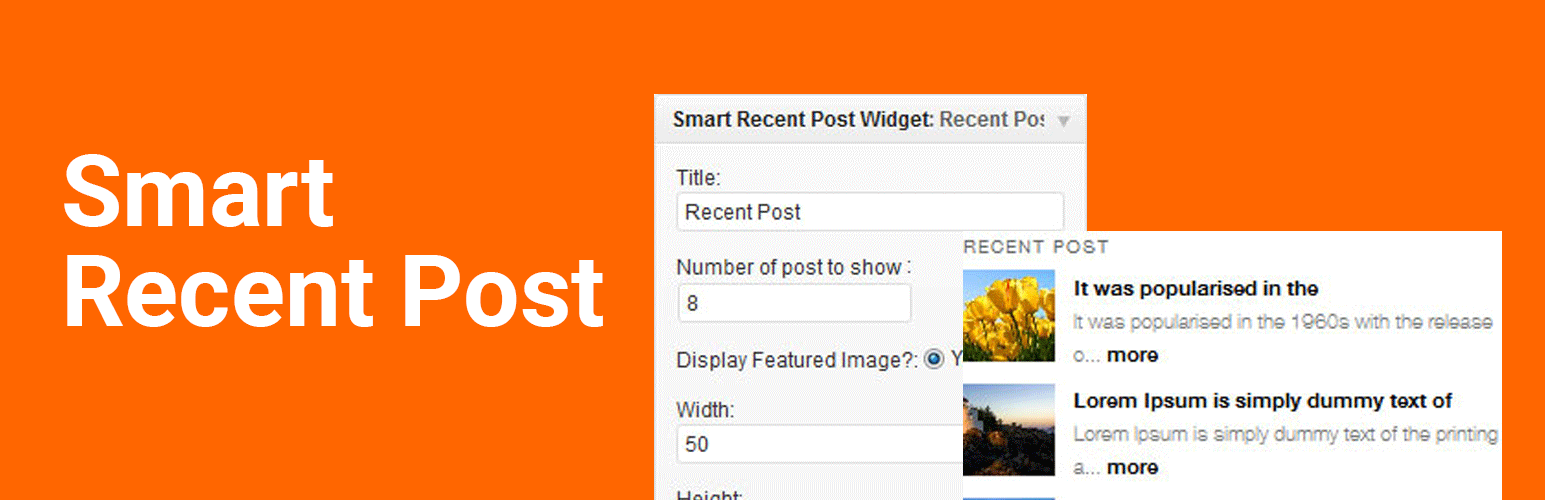 Smart
Recent Post
Smart Recent Post Widget: Recent Pos
Title:
Recent Post
Number of post to show :
8
Display Featured Image?: Y
Width:
50
Height:
RECENT POST
It was popularised in the
It was popularised in the 1960s with the release
o... more
Lorem Ipsum is simply dummy text of
Lorem Ipsum is simply dummy text of the printing
a... more